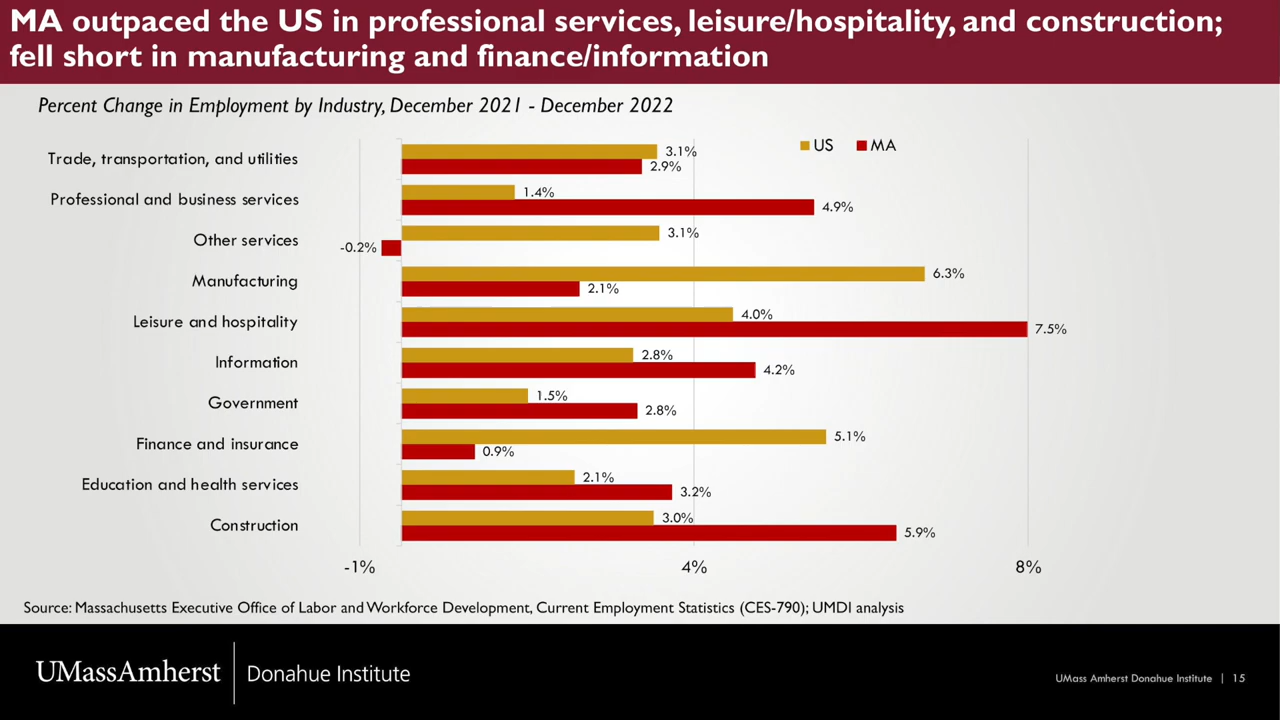 MA outpaced the US in professional services, leisure/hospitality, and construction;
fell short in manufacturing and finance/information
Percent Change in Employment by Industry, December 2021 - December 2022
US MA
Trade, transportation, and utilities 3.1%
2.9%
Professional and business services 1.4%
4.9%
Other services 3.1%
-0.2%
Manufacturing 6.3%
2.1%
Leisure and hospitality 4.0%
7.5%
Information 2.8%
4.2%
Government 1.5%
2.8%
Finance and insurance 5.1%
0.9%
Education and health services 2.1%
3.2%
Construction 3.0%
5.9%
-1% 4% 8%
Source: Massachusetts Executive Office of Labor and Workforce Development, Current Employment Statistics (CES-790); UMDI analysis
UMassAmherst Donahue Institute
UMass Amherst Donahue Institute | 15